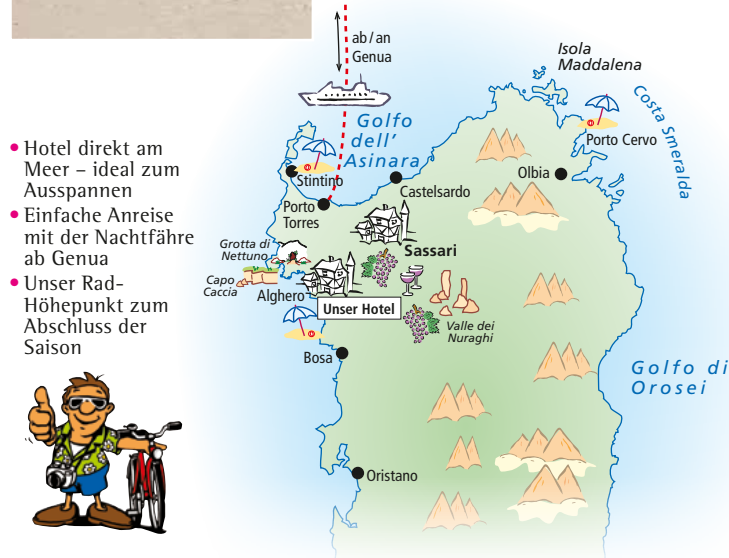 ab/an
Genua
Isola
Maddalena
Costa Smeralda
Golfo
dell'
Asinara
Porto Cervo
Olbia
Stintino
Castelsardo
Porto
Torres
Grotta di
Nettuno
Sassari
Capo
Caccia
Alghero
Unser Hotel
Valle dei
Nuraghi
Bosa
Golfo di
Orosei
Oristano
• Hotel direkt am
Meer – ideal zum
Ausspannen
• Einfache Anreise
mit der Nachtfähre
ab Genua
• Unser Rad-
Höhepunkt zum
Abschluss der
Saison